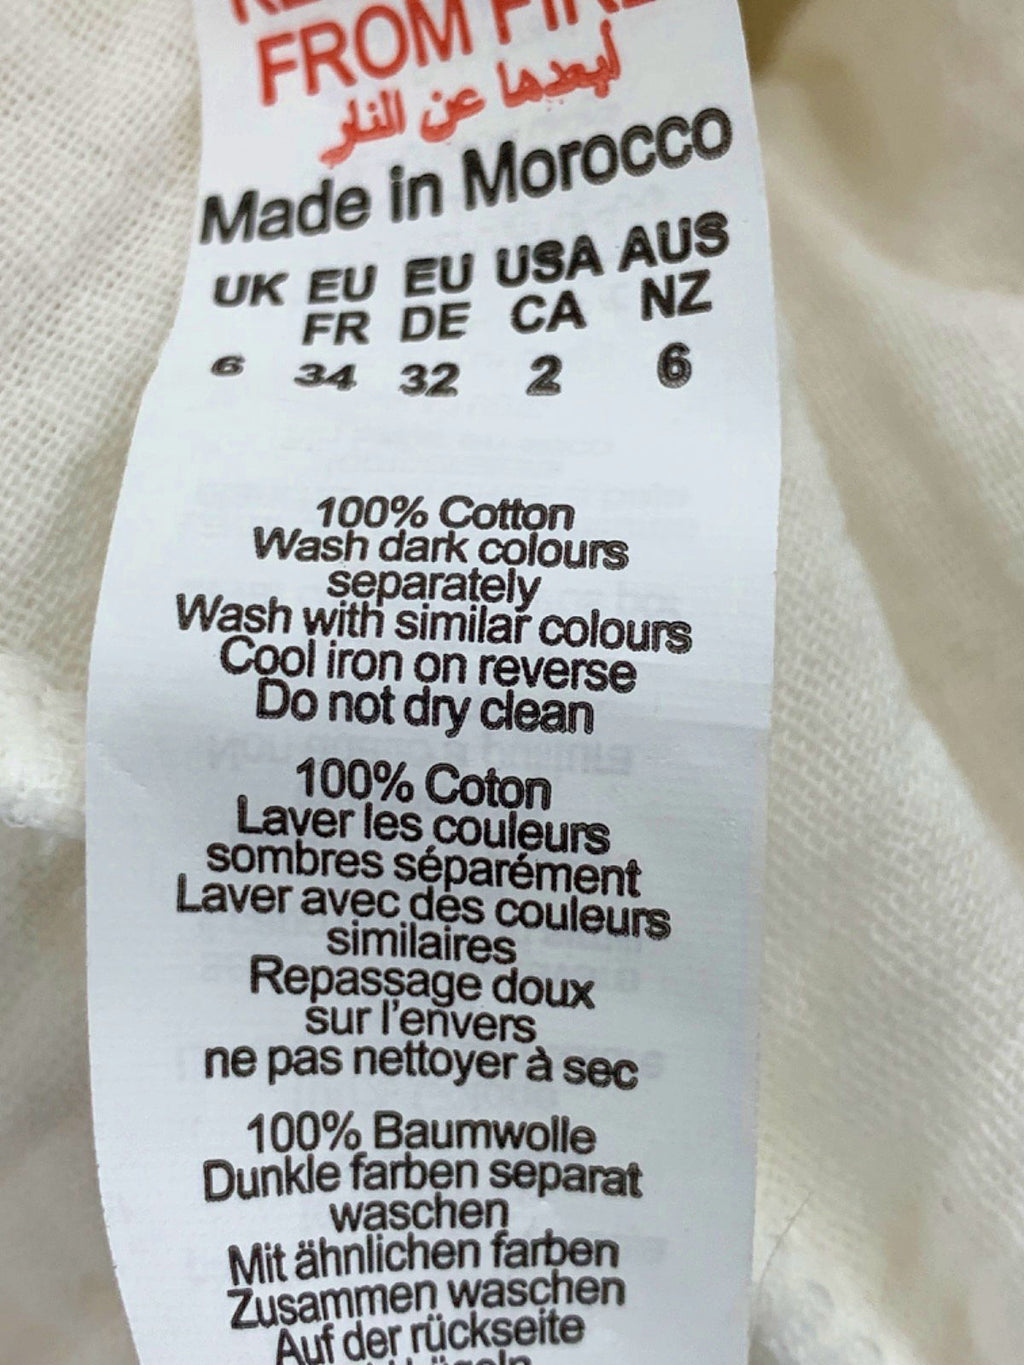 FROM FIRE
أبعدها عن النار
Made in Morocco
UK EU EU USA AUS
FR DE CA NZ
6 34 32 2 6
100% Cotton
Wash dark colours
separately
Wash with similar colours
Cool iron on reverse
Do not dry clean
100% Coton
Laver les couleurs
sombres séparément
Laver avec des couleurs
similaires
Repassage doux
sur l'envers
ne pas nettoyer à sec
100% Baumwolle
Dunkle farben separat
waschen
Mit ähnlichen farben
Zusammen waschen
Auf der rückseite